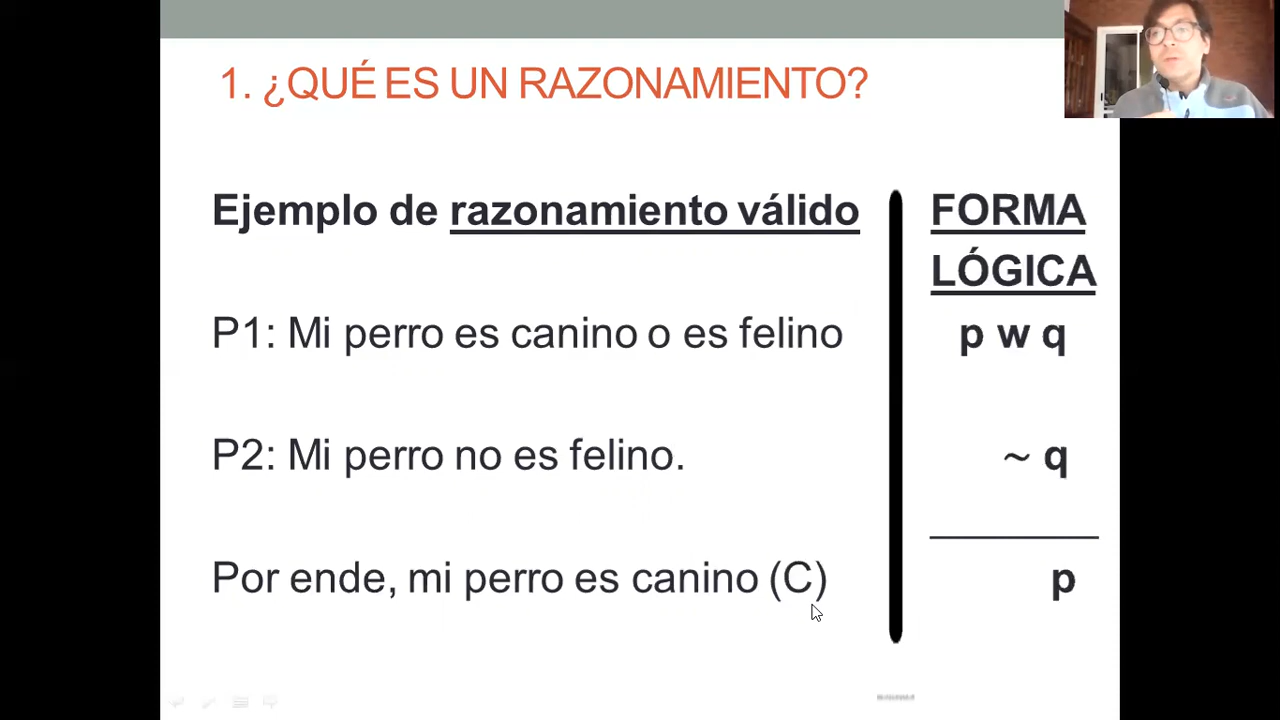 1. ¿QUÉ ES UN RAZONAMIENTO?
Ejemplo de razonamiento válido
FORMA
LÓGICA
P1: Mi perro es canino o es felino
p w q
P2: Mi perro no es felino.
~ q
Por ende, mi perro es canino (C)
p